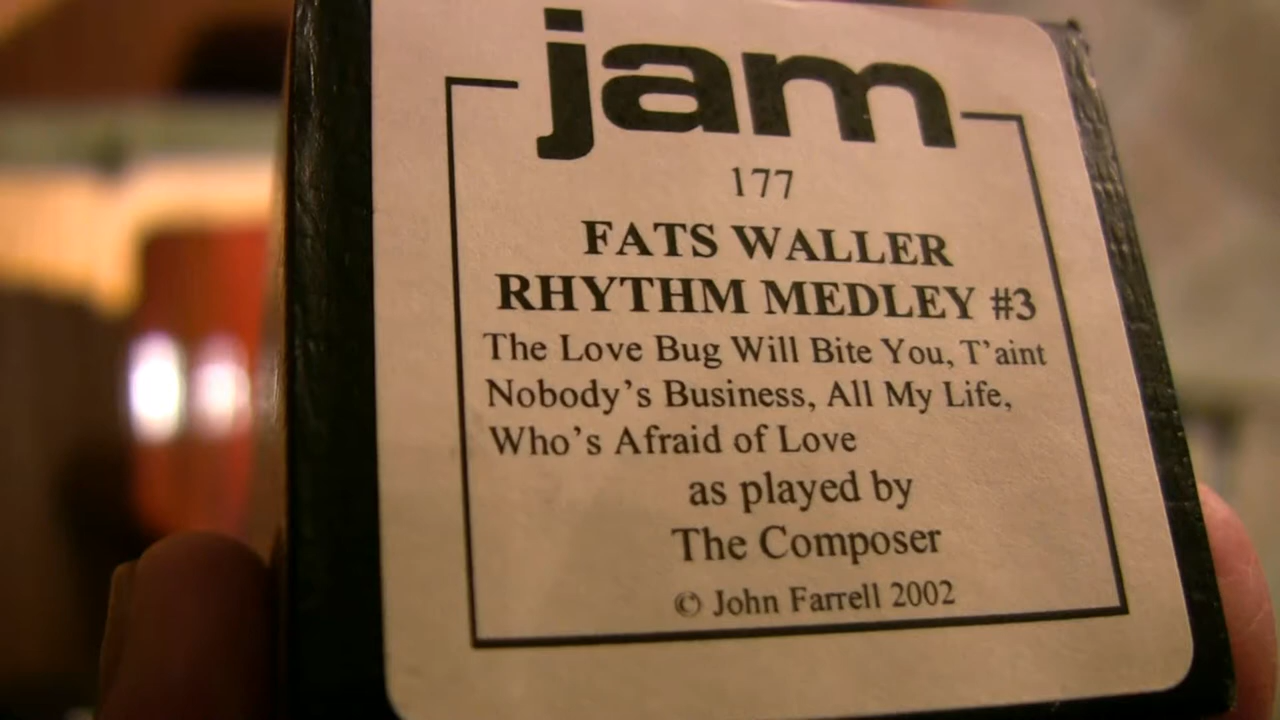 jam
177
FATS WALLER
RHYTHM MEDLEY #3
The Love Bug Will Bite You, T'aint
Nobody's Business, All My Life,
Who's Afraid of Love
as played by
The Composer
© John Farrell 2002